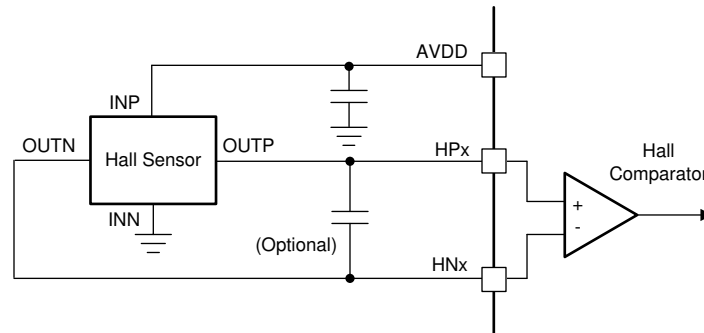 AVDD
INP
OUTN
Hall Sensor
OUTP
HPx
Hall
Comparator
+
-
INN
(Optional)
HNx